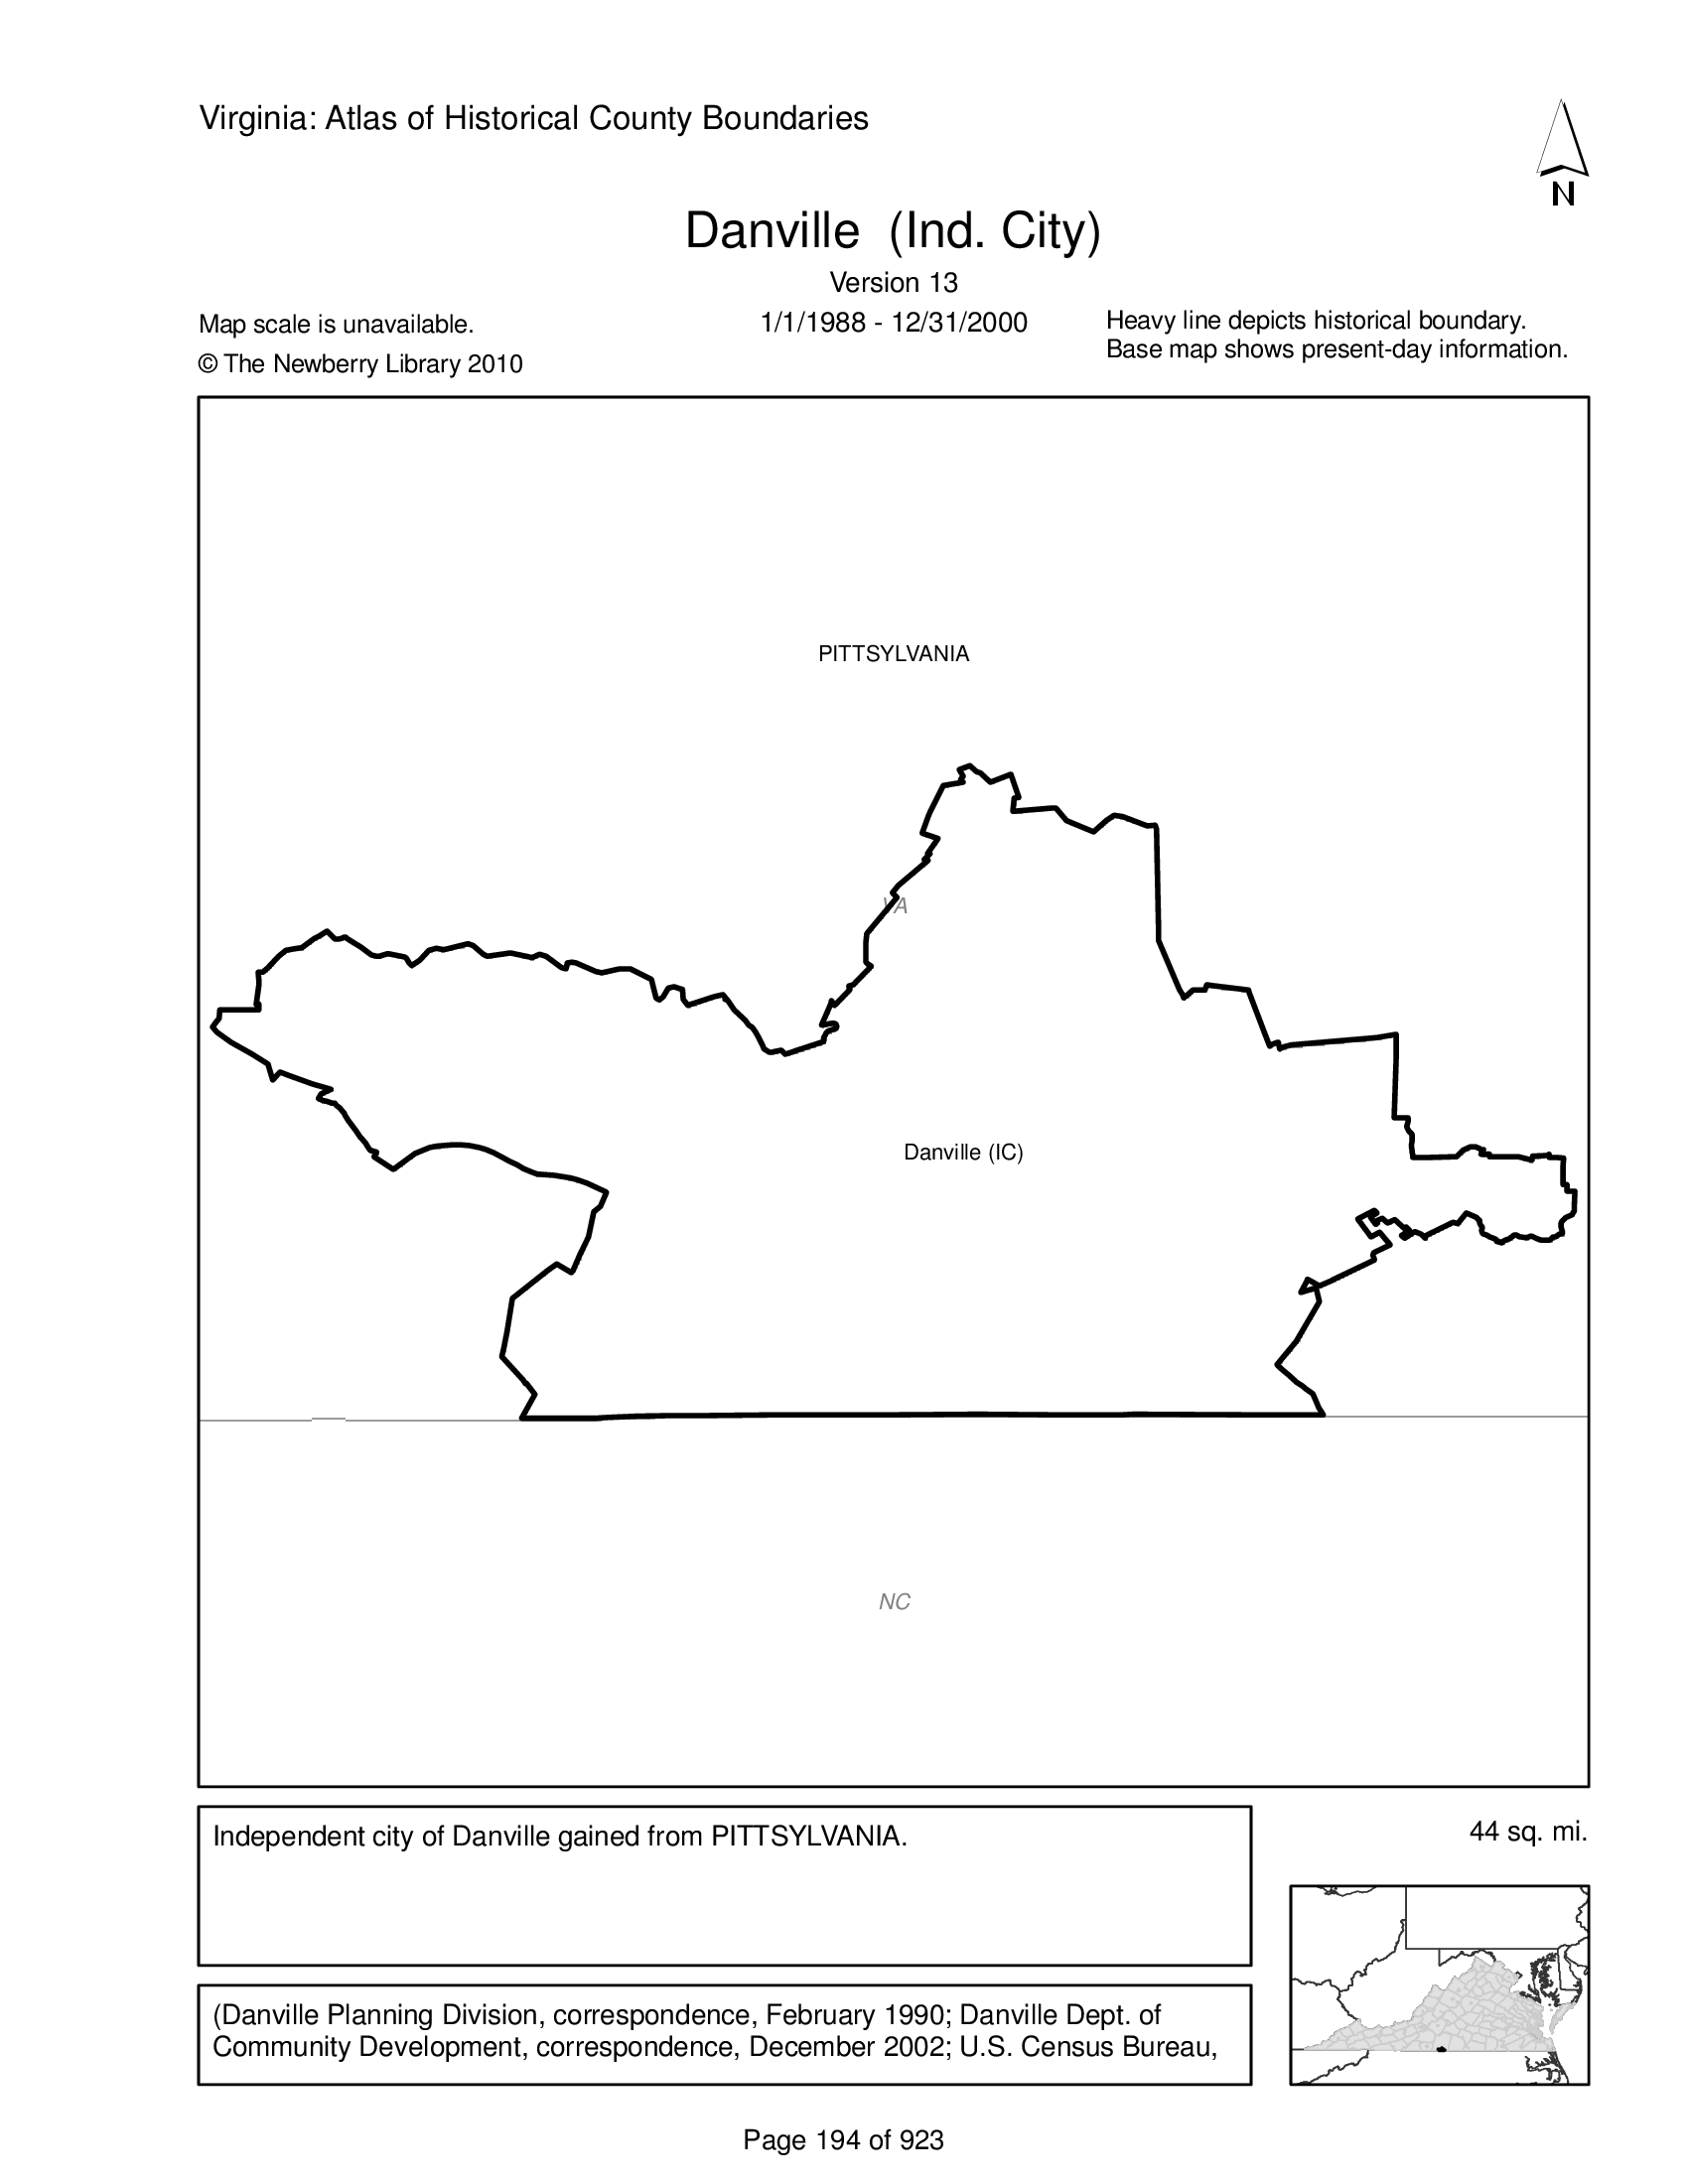 Virginia: Atlas of Historical County Boundaries
N
Danville (Ind. City)
Version 13
Map scale is unavailable.
1/1/1988 - 12/31/2000
Heavy line depicts historical boundary.
© The Newberry Library 2010
Base map shows present-day information.
PITTSYLVANIA
VA
Danville (IC)
NC
Independent city of Danville gained from PITTSYLVANIA.
44 sq. mi.
(Danville Planning Division, correspondence, February 1990; Danville Dept. of
Community Development, correspondence, December 2002; U.S. Census Bureau,
Page 194 of 923